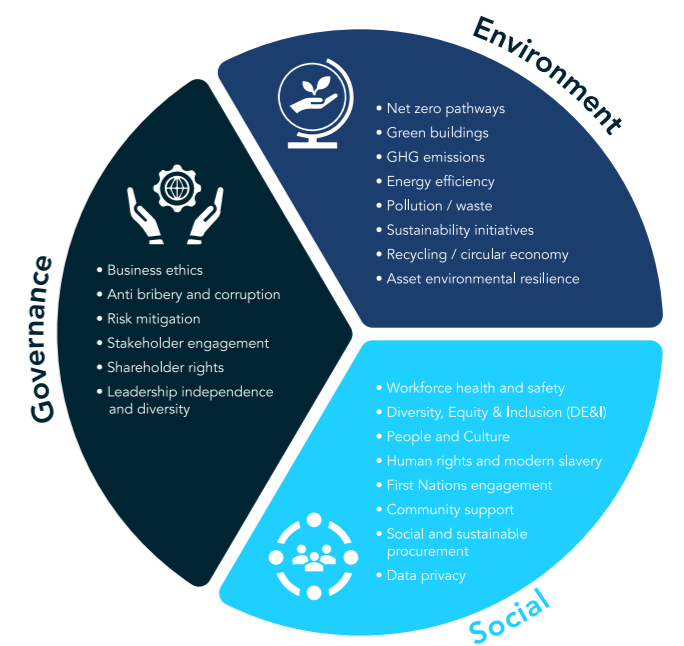 Environment
• Net zero pathways
• Green buildings
• GHG emissions
• Energy efficiency
• Pollution / waste
• Sustainability initiatives
• Recycling / circular economy
• Asset environmental resilience
Governance
• Business ethics
• Anti bribery and corruption
• Risk mitigation
• Stakeholder engagement
• Shareholder rights
• Leadership independence
and diversity
• Workforce health and safety
• Diversity, Equity & Inclusion (DE&I)
• People and Culture
• Human rights and modern slavery
• First Nations engagement
• Community support
• Social and sustainable
procurement
• Data privacy
Social